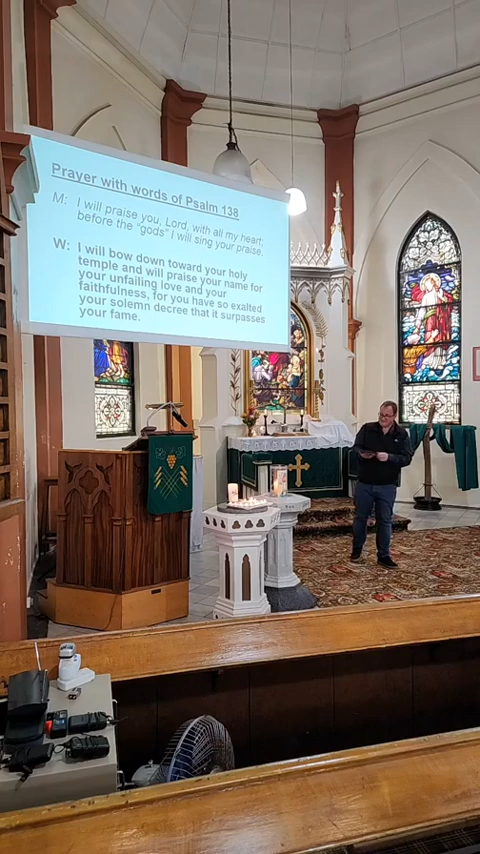 Prayer with words of Psalm 138
M: I will praise you, Lord, with all my heart;
before the "gods" I will sing your praise.
W: I will bow down toward your holy
temple and will praise your name for
your unfailing love and your
faithfulness, for you have so exalted
your solemn decree that it surpasses
your fame.